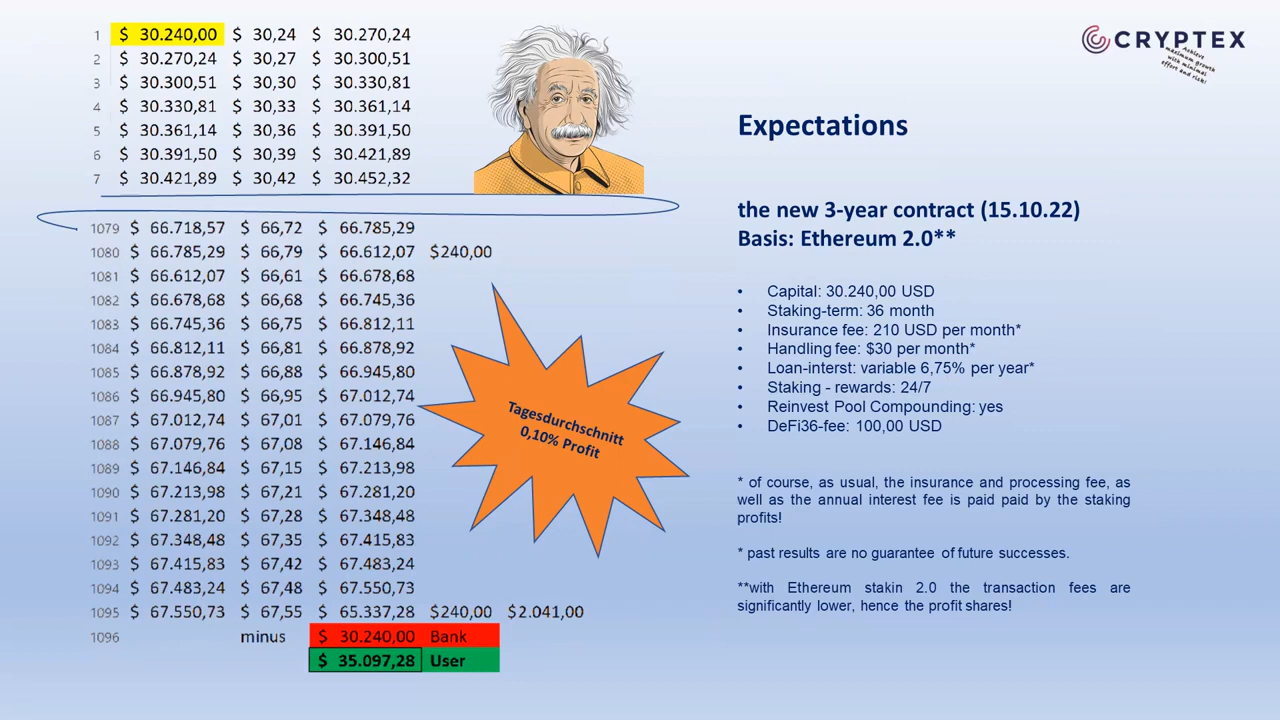 1 $ 30.240,00 $ 30,24 $ 30.270,24
2 $ 30.270,24 $ 30,27 $ 30.300,51
3 $ 30.300,51 $ 30,30 $ 30.330,81
4 $ 30.330,81 $ 30,33 $ 30.361,14
5 $ 30.361,14 $ 30,36 $ 30.391,50
6 $ 30.391,50 $ 30,39 $ 30.421,89
7 $ 30.421,89 $ 30,42 $ 30.452,32
1079 $ 66.718,57 $ 66,72 $ 66.785,29
1080 $ 66.785,29 $ 66,79 $ 66.612,07 $240,00
1081 $ 66.612,07 $ 66,61 $ 66.678,68
1082 $ 66.678,68 $ 66,68 $ 66.745,36
1083 $ 66.745,36 $ 66,75 $ 66.812,11
1084 $ 66.812,11 $ 66,81 $ 66.878,92
1085 $ 66.878,92 $ 66,88 $ 66.945,80
1086 $ 66.945,80 $ 66,95 $ 67.012,74
1087 $ 67.012,74 $ 67,01 $ 67.079,76
1088 $ 67.079,76 $ 67,08 $ 67.146,84
1089 $ 67.146,84 $ 67,15 $ 67.213,98
1090 $ 67.213,98 $ 67,21 $ 67.281,20
1091 $ 67.281,20 $ 67,28 $ 67.348,48
1092 $ 67.348,48 $ 67,35 $ 67.415,83
1093 $ 67.415,83 $ 67,42 $ 67.483,24
1094 $ 67.483,24 $ 67,48 $ 67.550,73
1095 $ 67.550,73 $ 67,55 $ 65.337,28 $240,00 $2.041,00
1096 minus $ 30.240,00 Bank
$ 35.097,28 User
Tagesdurchschnitt
0,10% Profit
CRYPTEX
Achieve
maximum growth
with minimal
effort and risk!
Expectations
the new 3-year contract (15.10.22)
Basis: Ethereum 2.0**
• Capital: 30.240,00 USD
• Staking-term: 36 month
• Insurance fee: 210 USD per month*
• Handling fee: $30 per month*
• Loan-interst: variable 6,75% per year*
• Staking - rewards: 24/7
• Reinvest Pool Compounding: yes
• DeFi36-fee: 100,00 USD
* of course, as usual, the insurance and processing fee, as
well as the annual interest fee is paid paid by the staking
profits!
* past results are no guarantee of future successes.
**with Ethereum stakin 2.0 the transaction fees are
significantly lower, hence the profit shares!